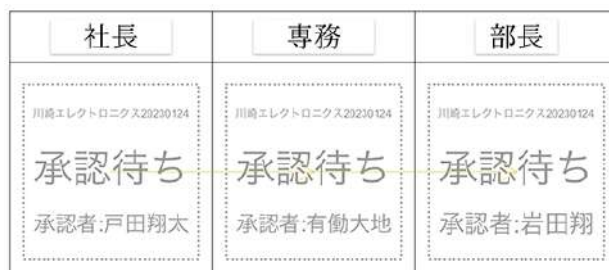 社長
専務
部長
川崎エレクトロニクス20230124
承認待ち
承認者:戸田翔太
川崎エレクトロニクス20230124
承認待ち
承認者:有働大地
川崎エレクトロニクス20230124
承認待ち
承認者:岩田翔